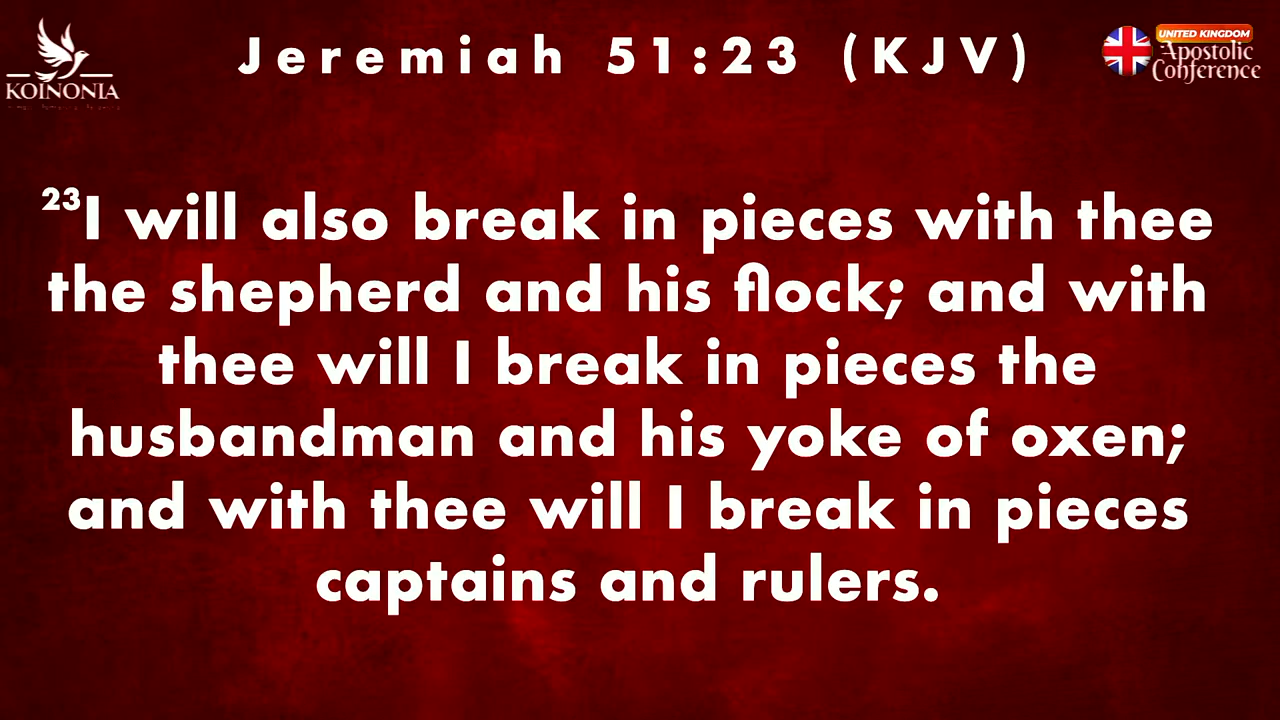 Jeremiah 51:23 (KJV)
KOINONIA
UNITED KINGDOM
Apostolic
Conference
23I will also break in pieces with thee
the shepherd and his flock; and with
thee will I break in pieces the
husbandman and his yoke of oxen;
and with thee will I break in pieces
captains and rulers.